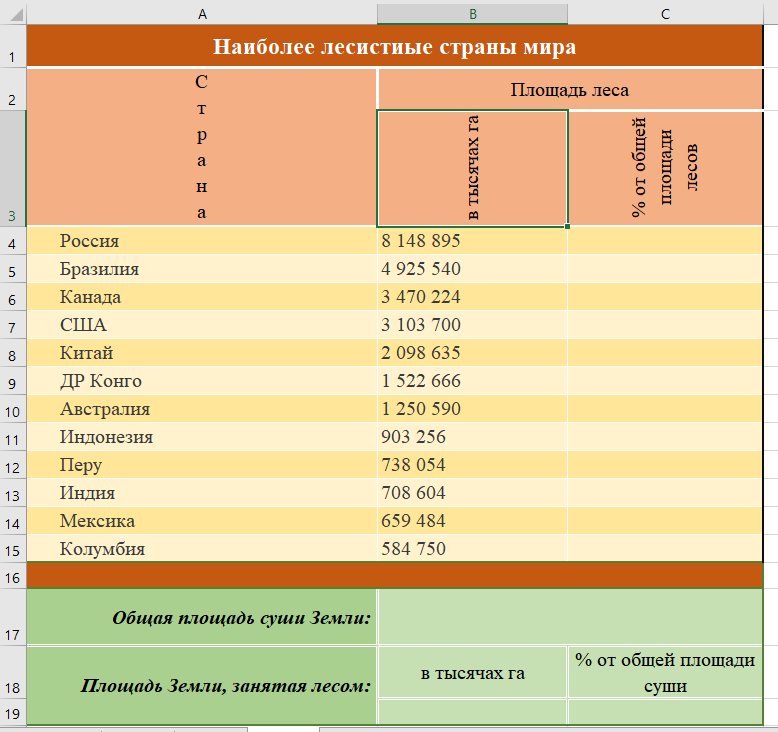 A B C
1 Наиболее лесистиые страны мира
2 Страна Площадь леса
3 в тысячах га % от общей площади лесов
4 Россия 8 148 895
5 Бразилия 4 925 540
6 Канада 3 470 224
7 США 3 103 700
8 Китай 2 098 635
9 ДР Конго 1 522 666
10 Австралия 1 250 590
11 Индонезия 903 256
12 Перу 738 054
13 Индия 708 604
14 Мексика 659 484
15 Колумбия 584 750
16
17 Общая площадь суши Земли:
18 Площадь Земли, занятая лесом: в тысячах га % от общей площади суши
19